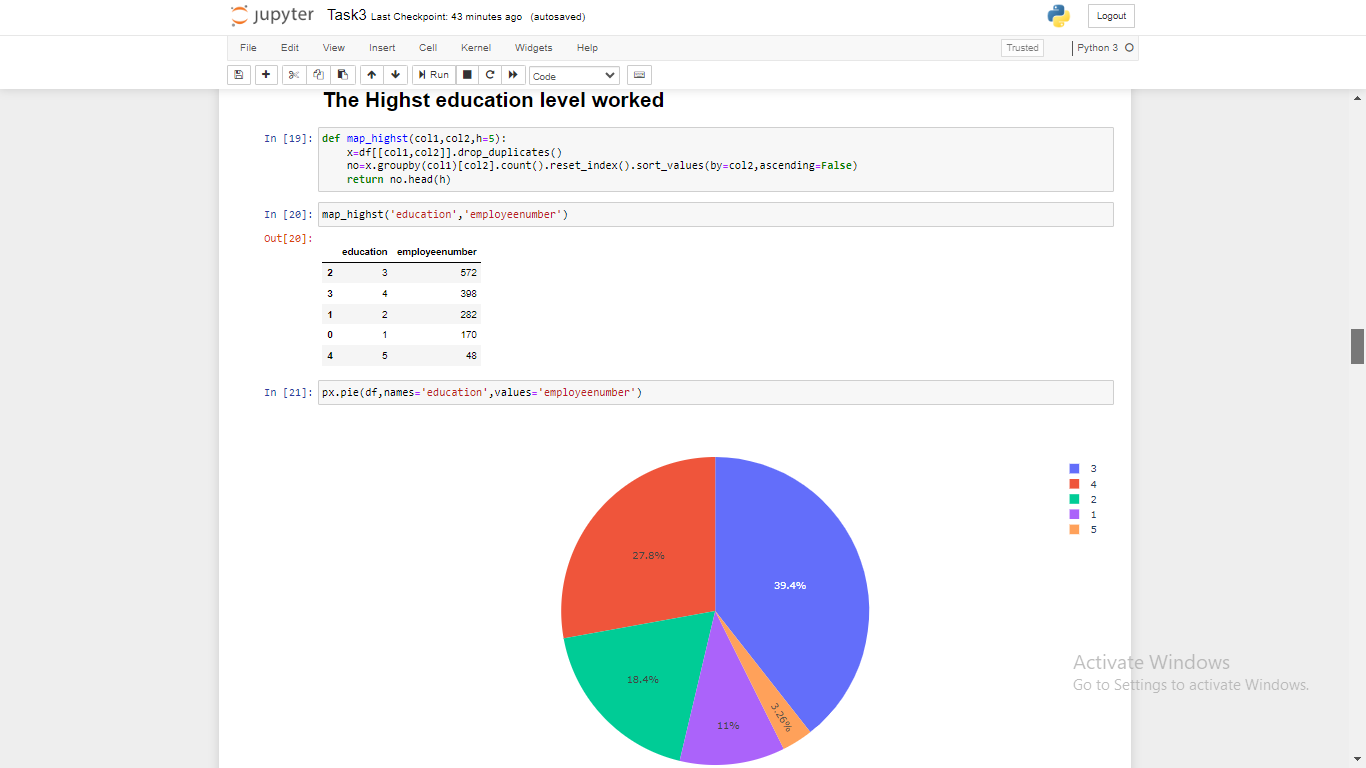 jupyter Task3 Last Checkpoint: 43 minutes ago (autosaved) Logout
File Edit View Insert Cell Kernel Widgets Help Trusted Python 3
Run Code
The Highst education level worked
In [19]: def map_highst(col1,col2,h=5):
x=df[[col1,col2]].drop_duplicates()
no=x.groupby(col1)[col2].count().reset_index().sort_values(by=col2,ascending=False)
return no.head(h)
In [20]: map_highst('education','employeenumber')
Out[20]:
education employeenumber
2 3 572
3 4 398
1 2 282
0 1 170
4 5 48
In [21]: px.pie(df,names='education',values='employeenumber')
3
4
2
1
5
27.8%
39.4%
18.4%
11%
3.26%
Activate Windows
Go to Settings to activate Windows.